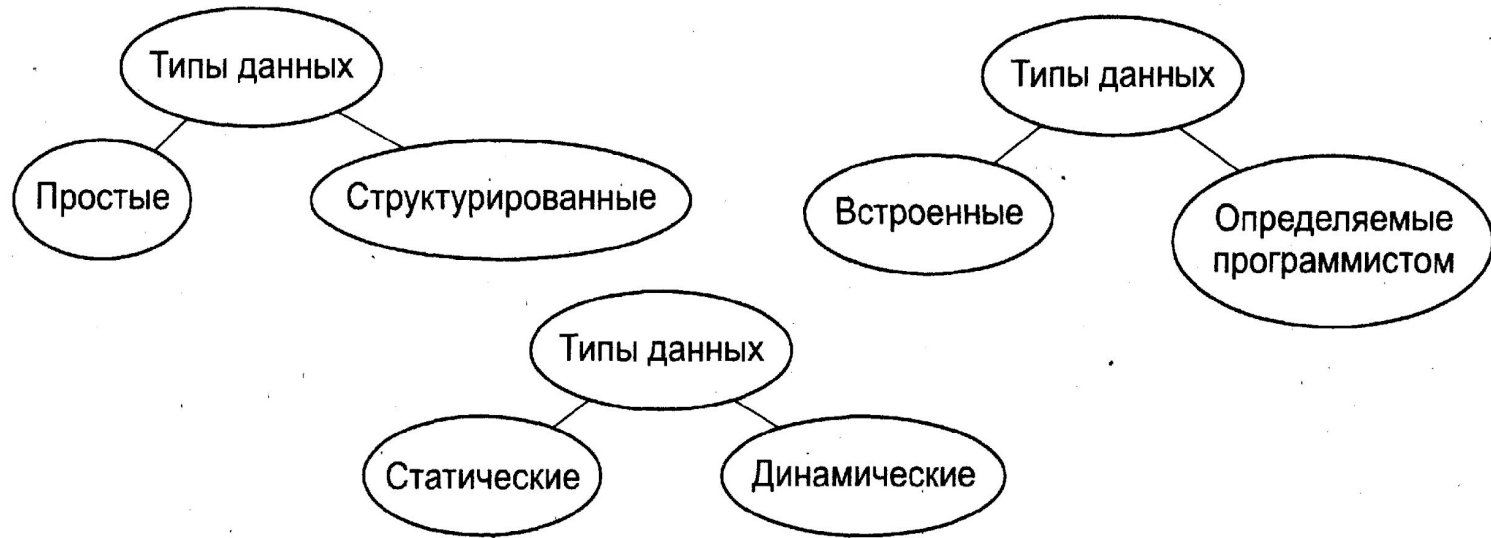 Типы данных
Простые
Структурированные
Типы данных
Встроенные
Определяемые
программистом
Типы данных
Статические
Динамические